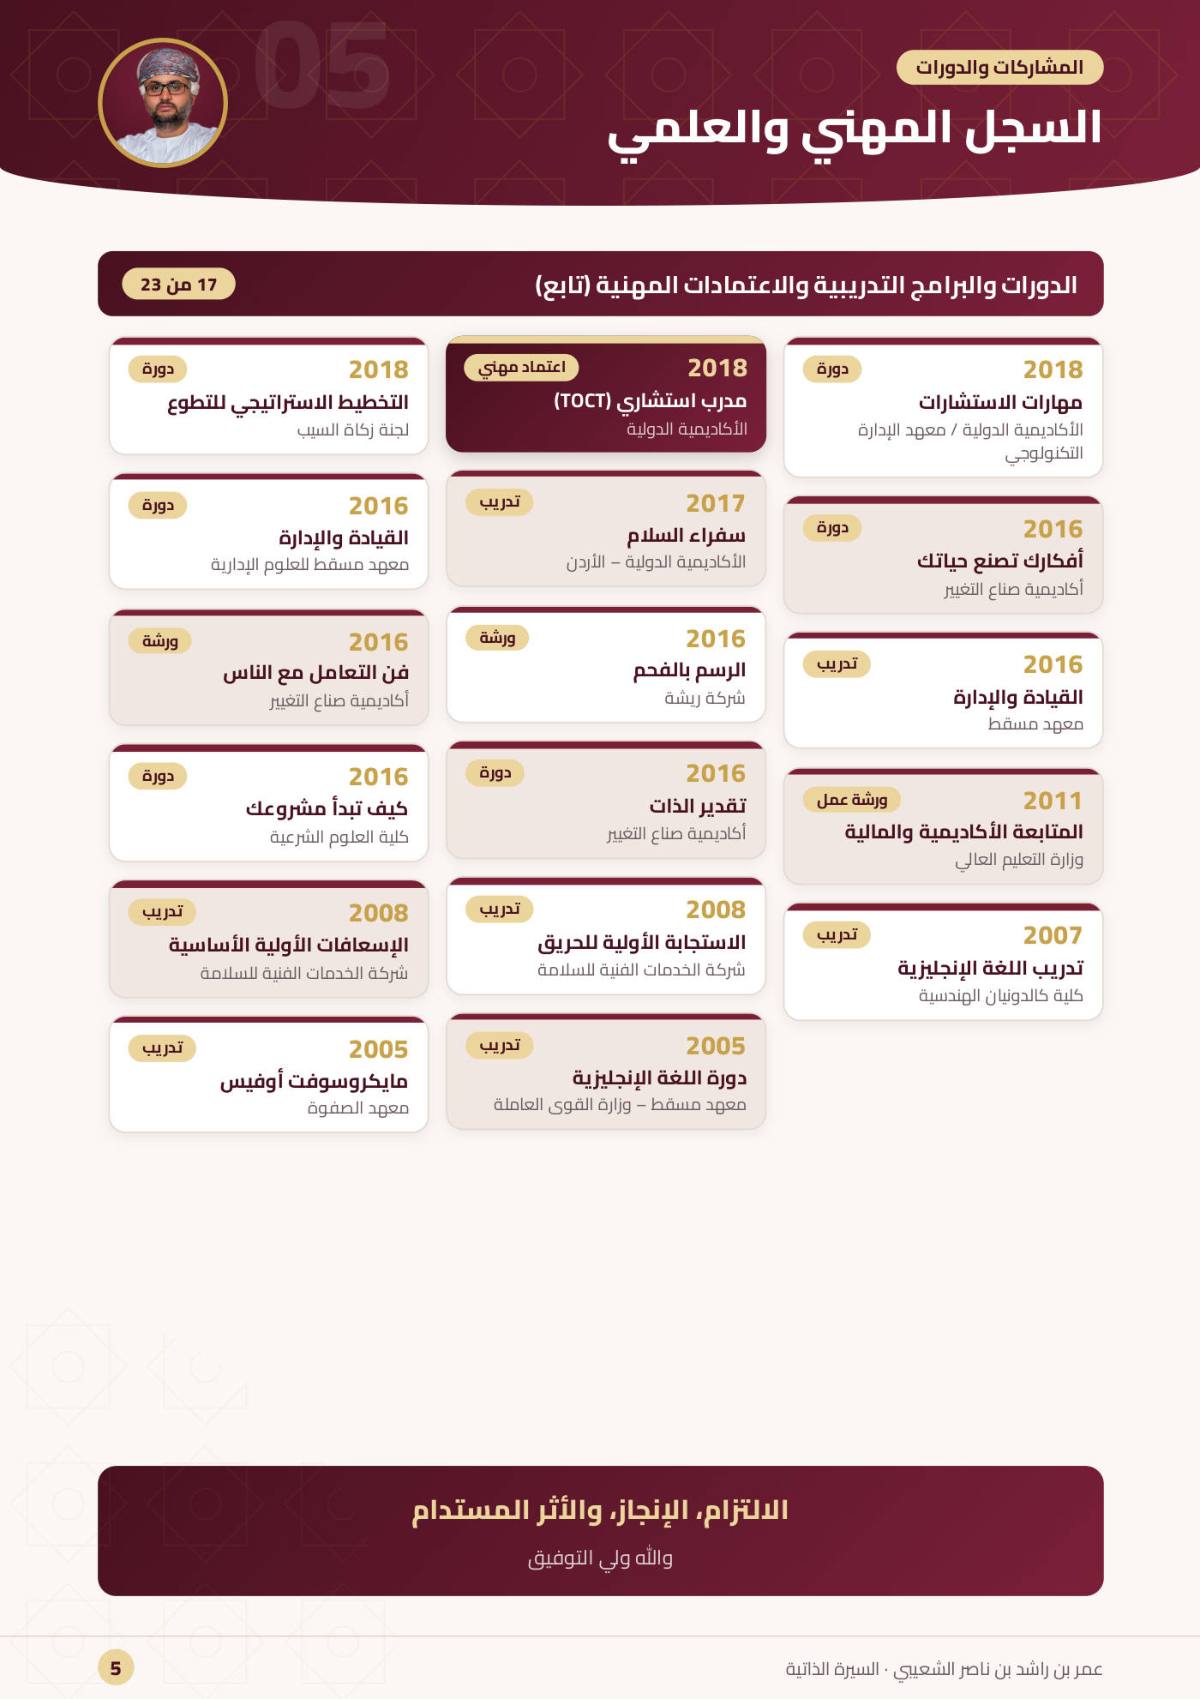 05
المشاركات والدورات
السجل المهني والعلمي
الدورات والبرامج التدريبية والاعتمادات المهنية (تابع)
17 من 23
2018
دورة
مهارات الاستشارات
الأكاديمية الدولية / معهد الإدارة
التكنولوجي
2018
اعتماد مهني
مدرب استشاري (TOCT)
الأكاديمية الدولية
2018
دورة
التخطيط الاستراتيجي للتطوع
لجنة زكاة السيب
2016
دورة
أفكارك تصنع حياتك
أكاديمية صناع التغيير
2017
تدريب
سفراء السلام
الأكاديمية الدولية – الأردن
2016
دورة
القيادة والإدارة
معهد مسقط للعلوم الإدارية
2016
تدريب
القيادة والإدارة
معهد مسقط
2016
ورشة
الرسم بالفحم
شركة ريشة
2016
ورشة
فن التعامل مع الناس
أكاديمية صناع التغيير
2011
ورشة عمل
المتابعة الأكاديمية والمالية
وزارة التعليم العالي
2016
دورة
تقدير الذات
أكاديمية صناع التغيير
2016
دورة
كيف تبدأ مشروعك
كلية العلوم الشرعية
2007
تدريب
تدريب اللغة الإنجليزية
كلية كالدونيان الهندسية
2008
تدريب
الاستجابة الأولية للحريق
شركة الخدمات الفنية للسلامة
2008
تدريب
الإسعافات الأولية الأساسية
شركة الخدمات الفنية للسلامة
2005
تدريب
دورة اللغة الإنجليزية
معهد مسقط – وزارة القوى العاملة
2005
تدريب
مايكروسوفت أوفيس
معهد الصفوة
الالتزام، الإنجاز، والأثر المستدام
والله ولي التوفيق
عمر بن راشد بن ناصر الشعيبي · السيرة الذاتية
5